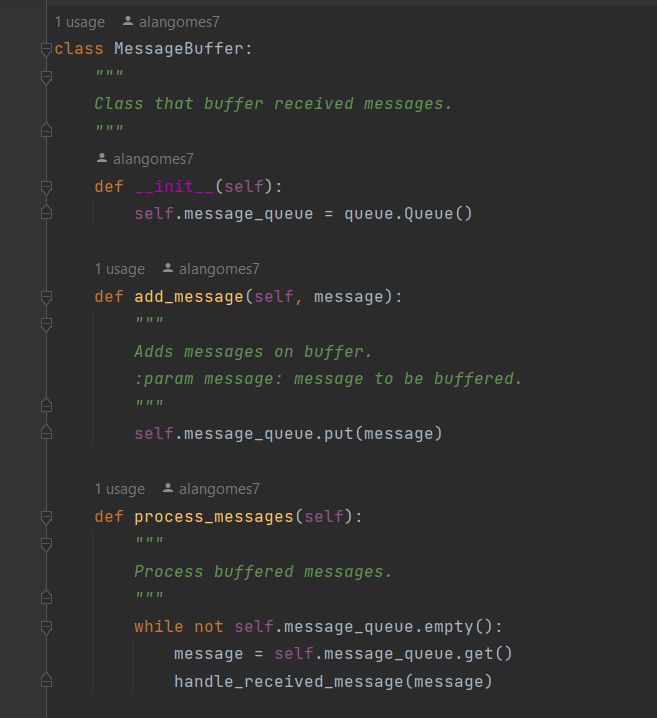 1 usage alangomes7
class MessageBuffer:
"""
Class that buffer received messages.
"""
alangomes7
def __init__(self):
self.message_queue = queue.Queue()
1 usage alangomes7
def add_message(self, message):
"""
Adds messages on buffer.
:param message: message to be buffered.
"""
self.message_queue.put(message)
1 usage alangomes7
def process_messages(self):
"""
Process buffered messages.
"""
while not self.message_queue.empty():
message = self.message_queue.get()
handle_received_message(message)